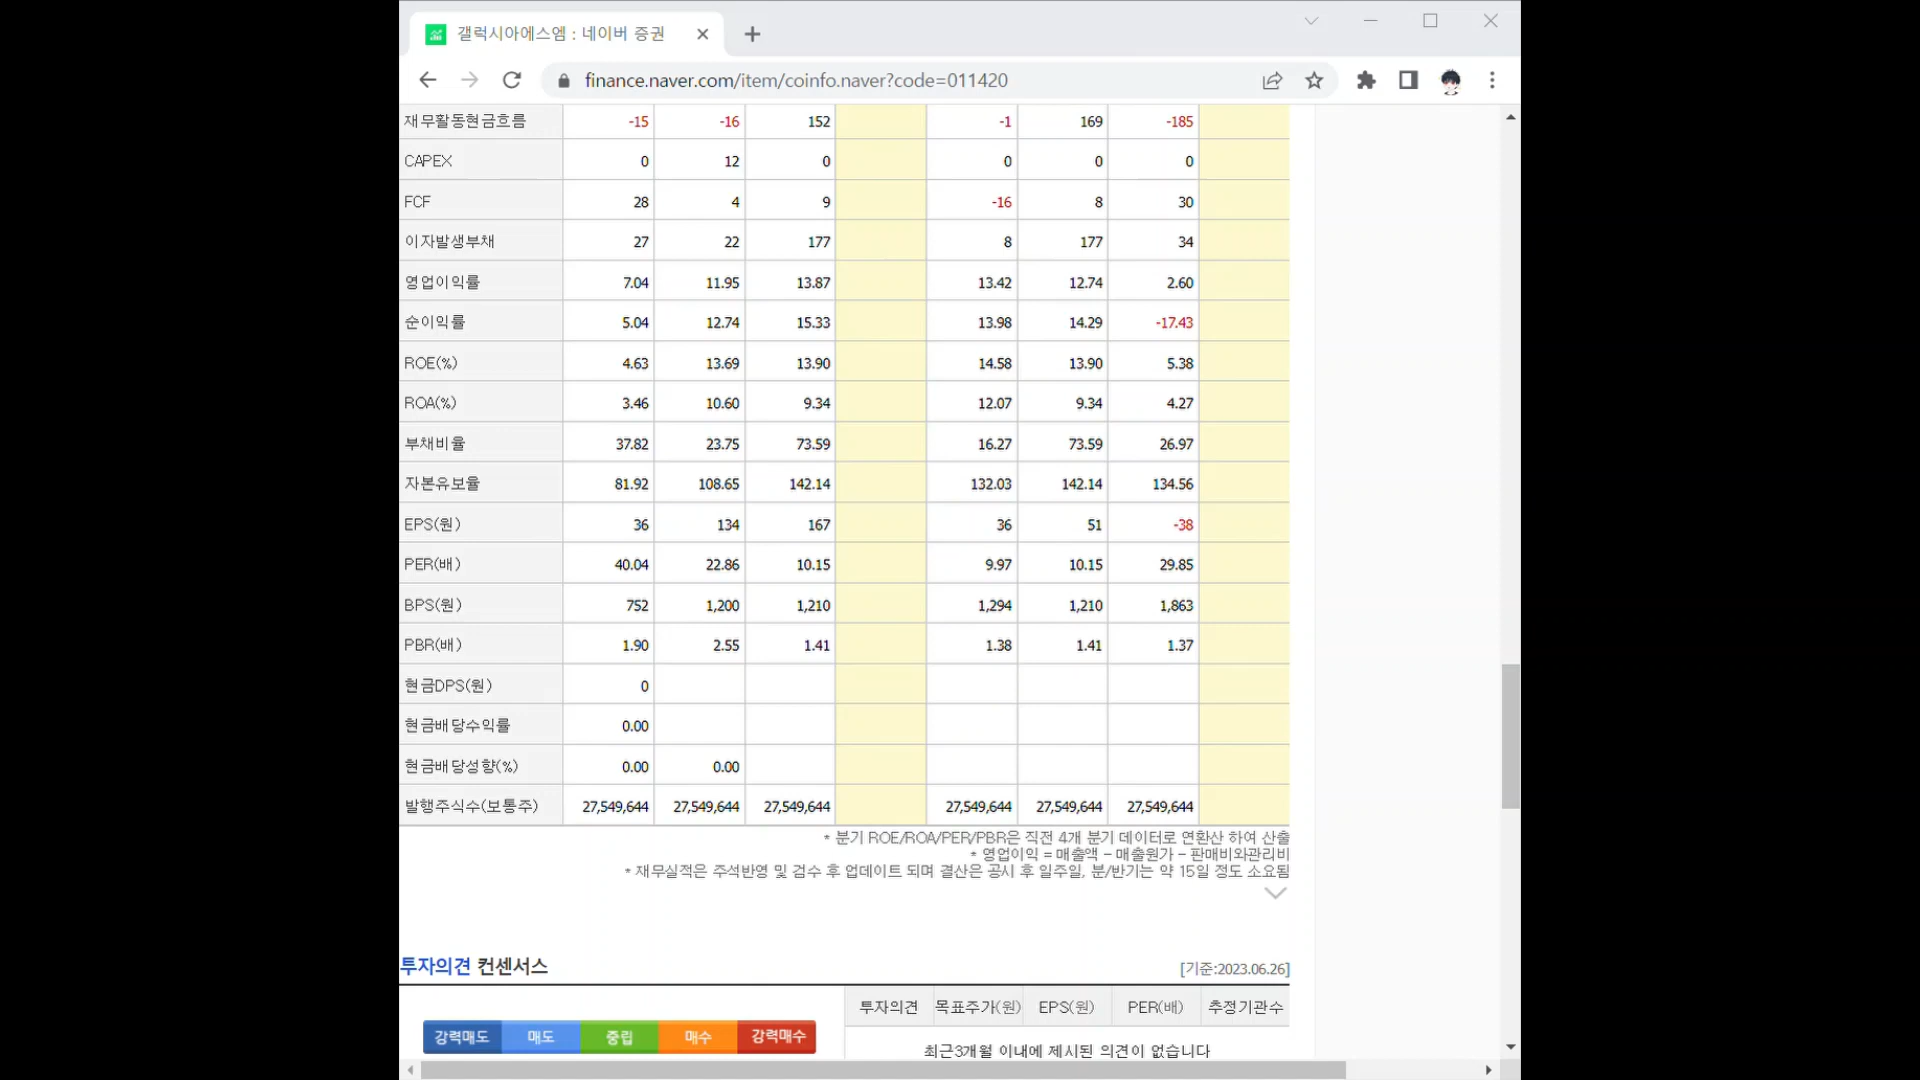 갤럭시아에스엠 : 네이버 증권
finance.naver.com/item/coinfo.naver?code=011420
재무활동현금흐름 -15 -16 152 -1 169 -185
CAPEX 0 12 0 0 0 0
FCF 28 4 9 -16 8 30
이자발생부채 27 22 177 8 177 34
영업이익률 7.04 11.95 13.87 13.42 12.74 2.60
순이익률 5.04 12.74 15.33 13.98 14.29 -17.43
ROE(%) 4.63 13.69 13.90 14.58 13.90 5.38
ROA(%) 3.46 10.60 9.34 12.07 9.34 4.27
부채비율 37.82 23.75 73.59 16.27 73.59 26.97
자본유보율 81.92 108.65 142.14 132.03 142.14 134.56
EPS(원) 36 134 167 36 51 -38
PER(배) 40.04 22.86 10.15 9.97 10.15 29.85
BPS(원) 752 1,200 1,210 1,294 1,210 1,863
PBR(배) 1.90 2.55 1.41 1.38 1.41 1.37
현금DPS(원) 0
현금배당수익률 0.00
현금배당성향(%) 0.00 0.00
발행주식수(보통주) 27,549,644 27,549,644 27,549,644 27,549,644 27,549,644 27,549,644
* 분기 ROE/ROA/PER/PBR은 직전 4개 분기 데이터로 연환산 하여 산출
* 영업이익 = 매출액 - 매출원가 - 판매비와관리비
* 재무실적은 주석반영 및 검수 후 업데이트 되며 결산은 공시 후 일주일, 분/반기는 약 15일 정도 소요됨
투자의견 컨센서스 [기준:2023.06.26]
투자의견 목표주가(원) EPS(원) PER(배) 추정기관수
강력매도 매도 중립 매수 강력매수
최근3개월 이내에 제시된 의견이 없습니다